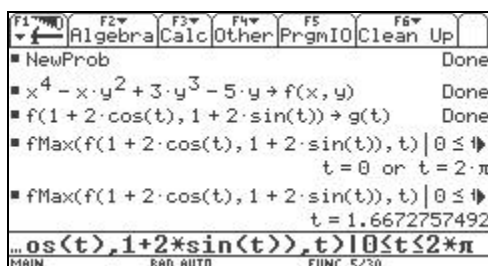 F1 F2 F3 F4 F5 F6
Algebra Calc Other PrgmIO Clean Up
▪ NewProb Done
▪ x^4 - x·y^2 + 3·y^3 - 5·y → f(x, y) Done
▪ f(1 + 2·cos(t), 1 + 2·sin(t)) → g(t) Done
▪ fMax(f(1 + 2·cos(t), 1 + 2·sin(t)), t) | 0 ≤ t▶
t = 0 or t = 2·π
▪ fMax(f(1 + 2·cos(t), 1 + 2·sin(t)), t) | 0 ≤ t▶
t = 1.6672757492
…os(t),1+2*sin(t)),t)|0≤t≤2*π
MAIN RAD AUTO FUNC 5/30